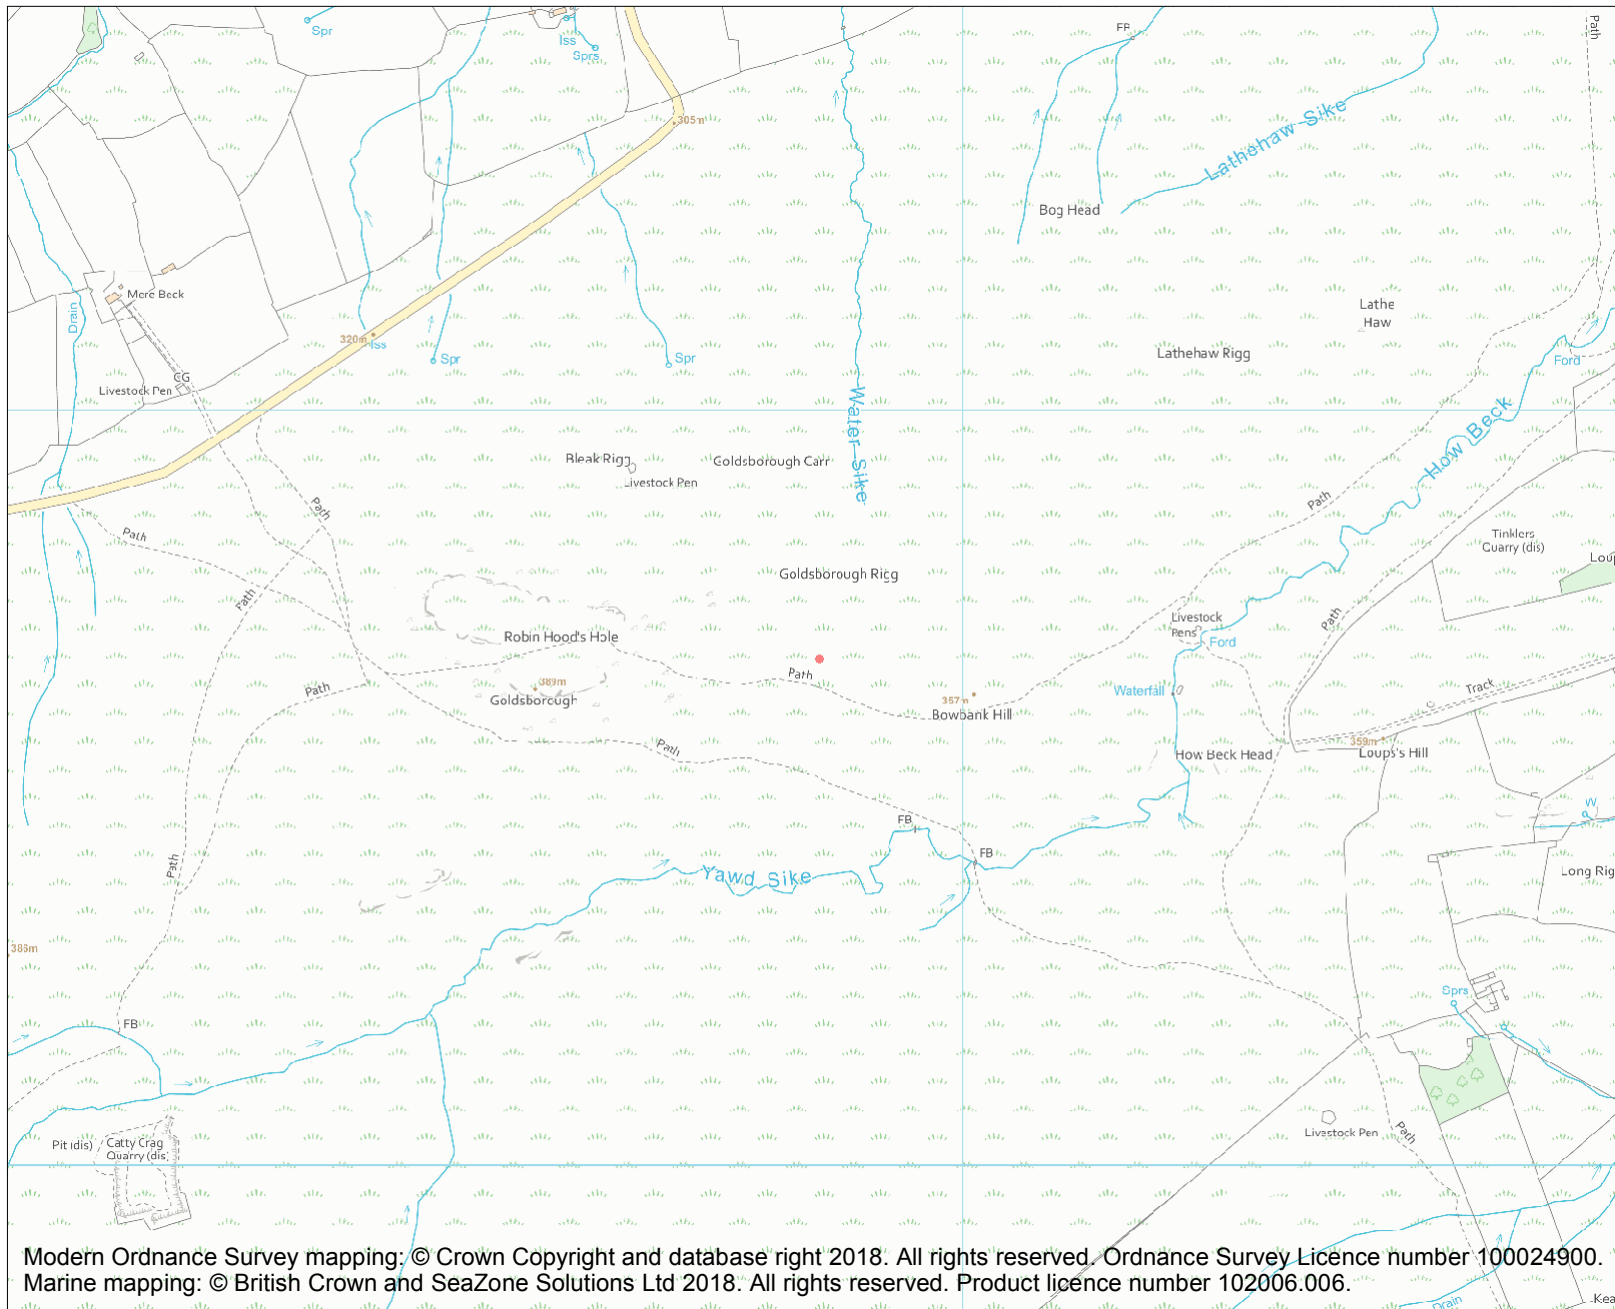 Spr
Iss
Sprs
FB
Path
305m
Lathehaw Sike
Bog Head
Mere Beck
Drain
320m
Iss
Spr
Spr
Lathe
Haw
Lathehaw Rigg
Ford
CG
Livestock Pen
Water Sike
How Beck
Bleak Rigg
Livestock Pen
Goldsborough Carr
Path
Path
Path
Tinklers
Quarry (dis)
Goldsborough Rigg
Path
Path
Robin Hood's Hole
Livestock
Pens
Ford
Path
389m
Goldsborough
Path
Waterfall
367m
Bowbank Hill
Track
359m
Loups's Hill
Path
How Beck Head
W
FB
FB
Path
Yawd Sike
Long Rig
386m
Sprs
FB
Pit (dis)
Catty Crag
Quarry (dis)
Livestock Pen
Path
Modern Ordnance Survey mapping: © Crown Copyright and database right 2018. All rights reserved. Ordnance Survey Licence number 100024900.
Marine mapping: © British Crown and SeaZone Solutions Ltd 2018. All rights reserved. Product licence number 102006.006.
Drain
Kea